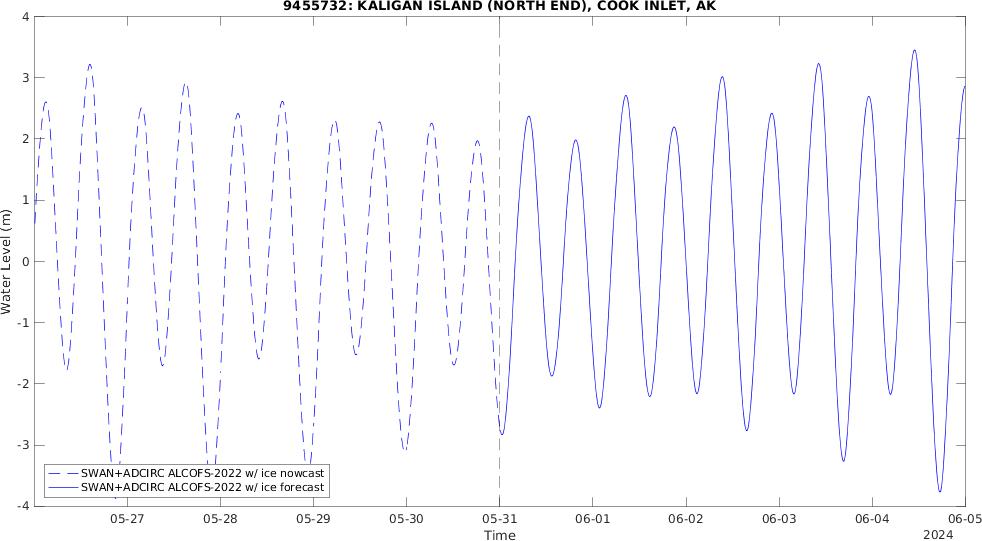 9455732: KALIGAN ISLAND (NORTH END), COOK INLET, AK
4
3
2
1
0
-1
-2
-3
-4
Water Level (m)
SWAN+ADCIRC ALCOFS-2022 w/ ice nowcast
SWAN+ADCIRC ALCOFS-2022 w/ ice forecast
05-27 05-28 05-29 05-30 05-31 06-01 06-02 06-03 06-04 06-05
Time
2024